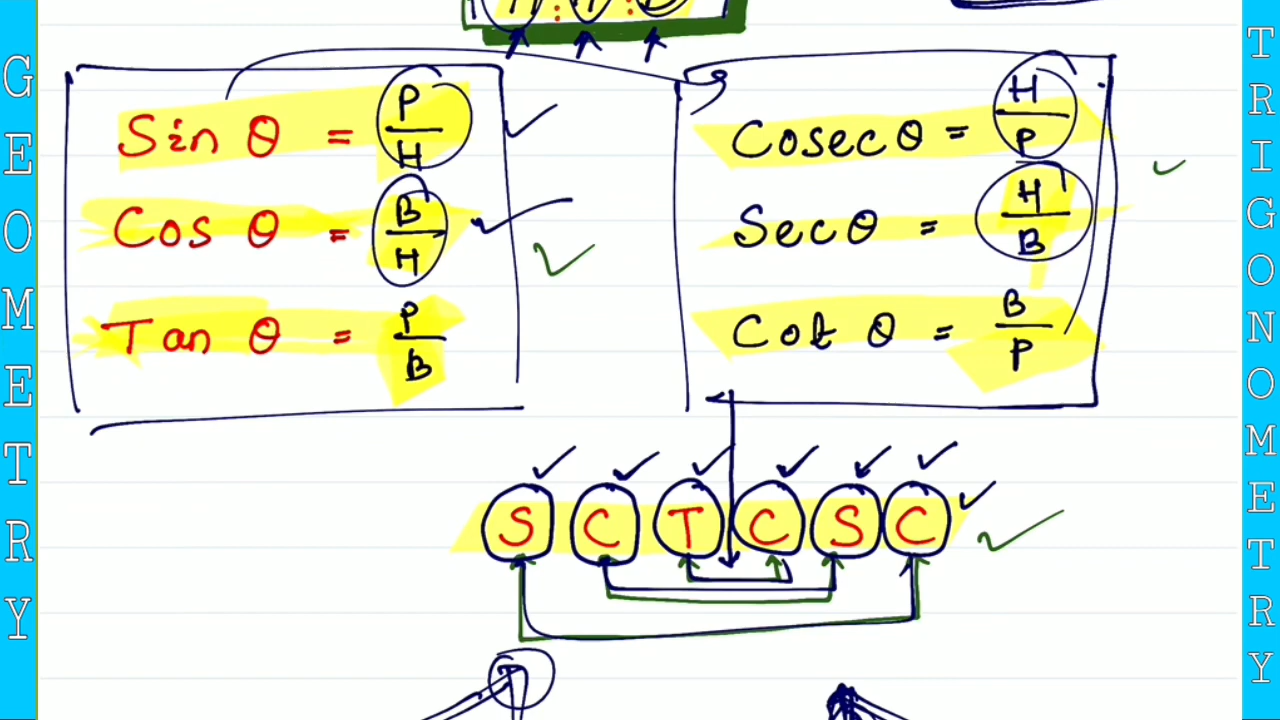 GEOMETRY
Sin θ = P/H
Cos θ = B/H
Tan θ = P/B
Cosec θ = H/P
Sec θ = H/B
Cot θ = B/P
S C T C S C
TRIGONOMETRY